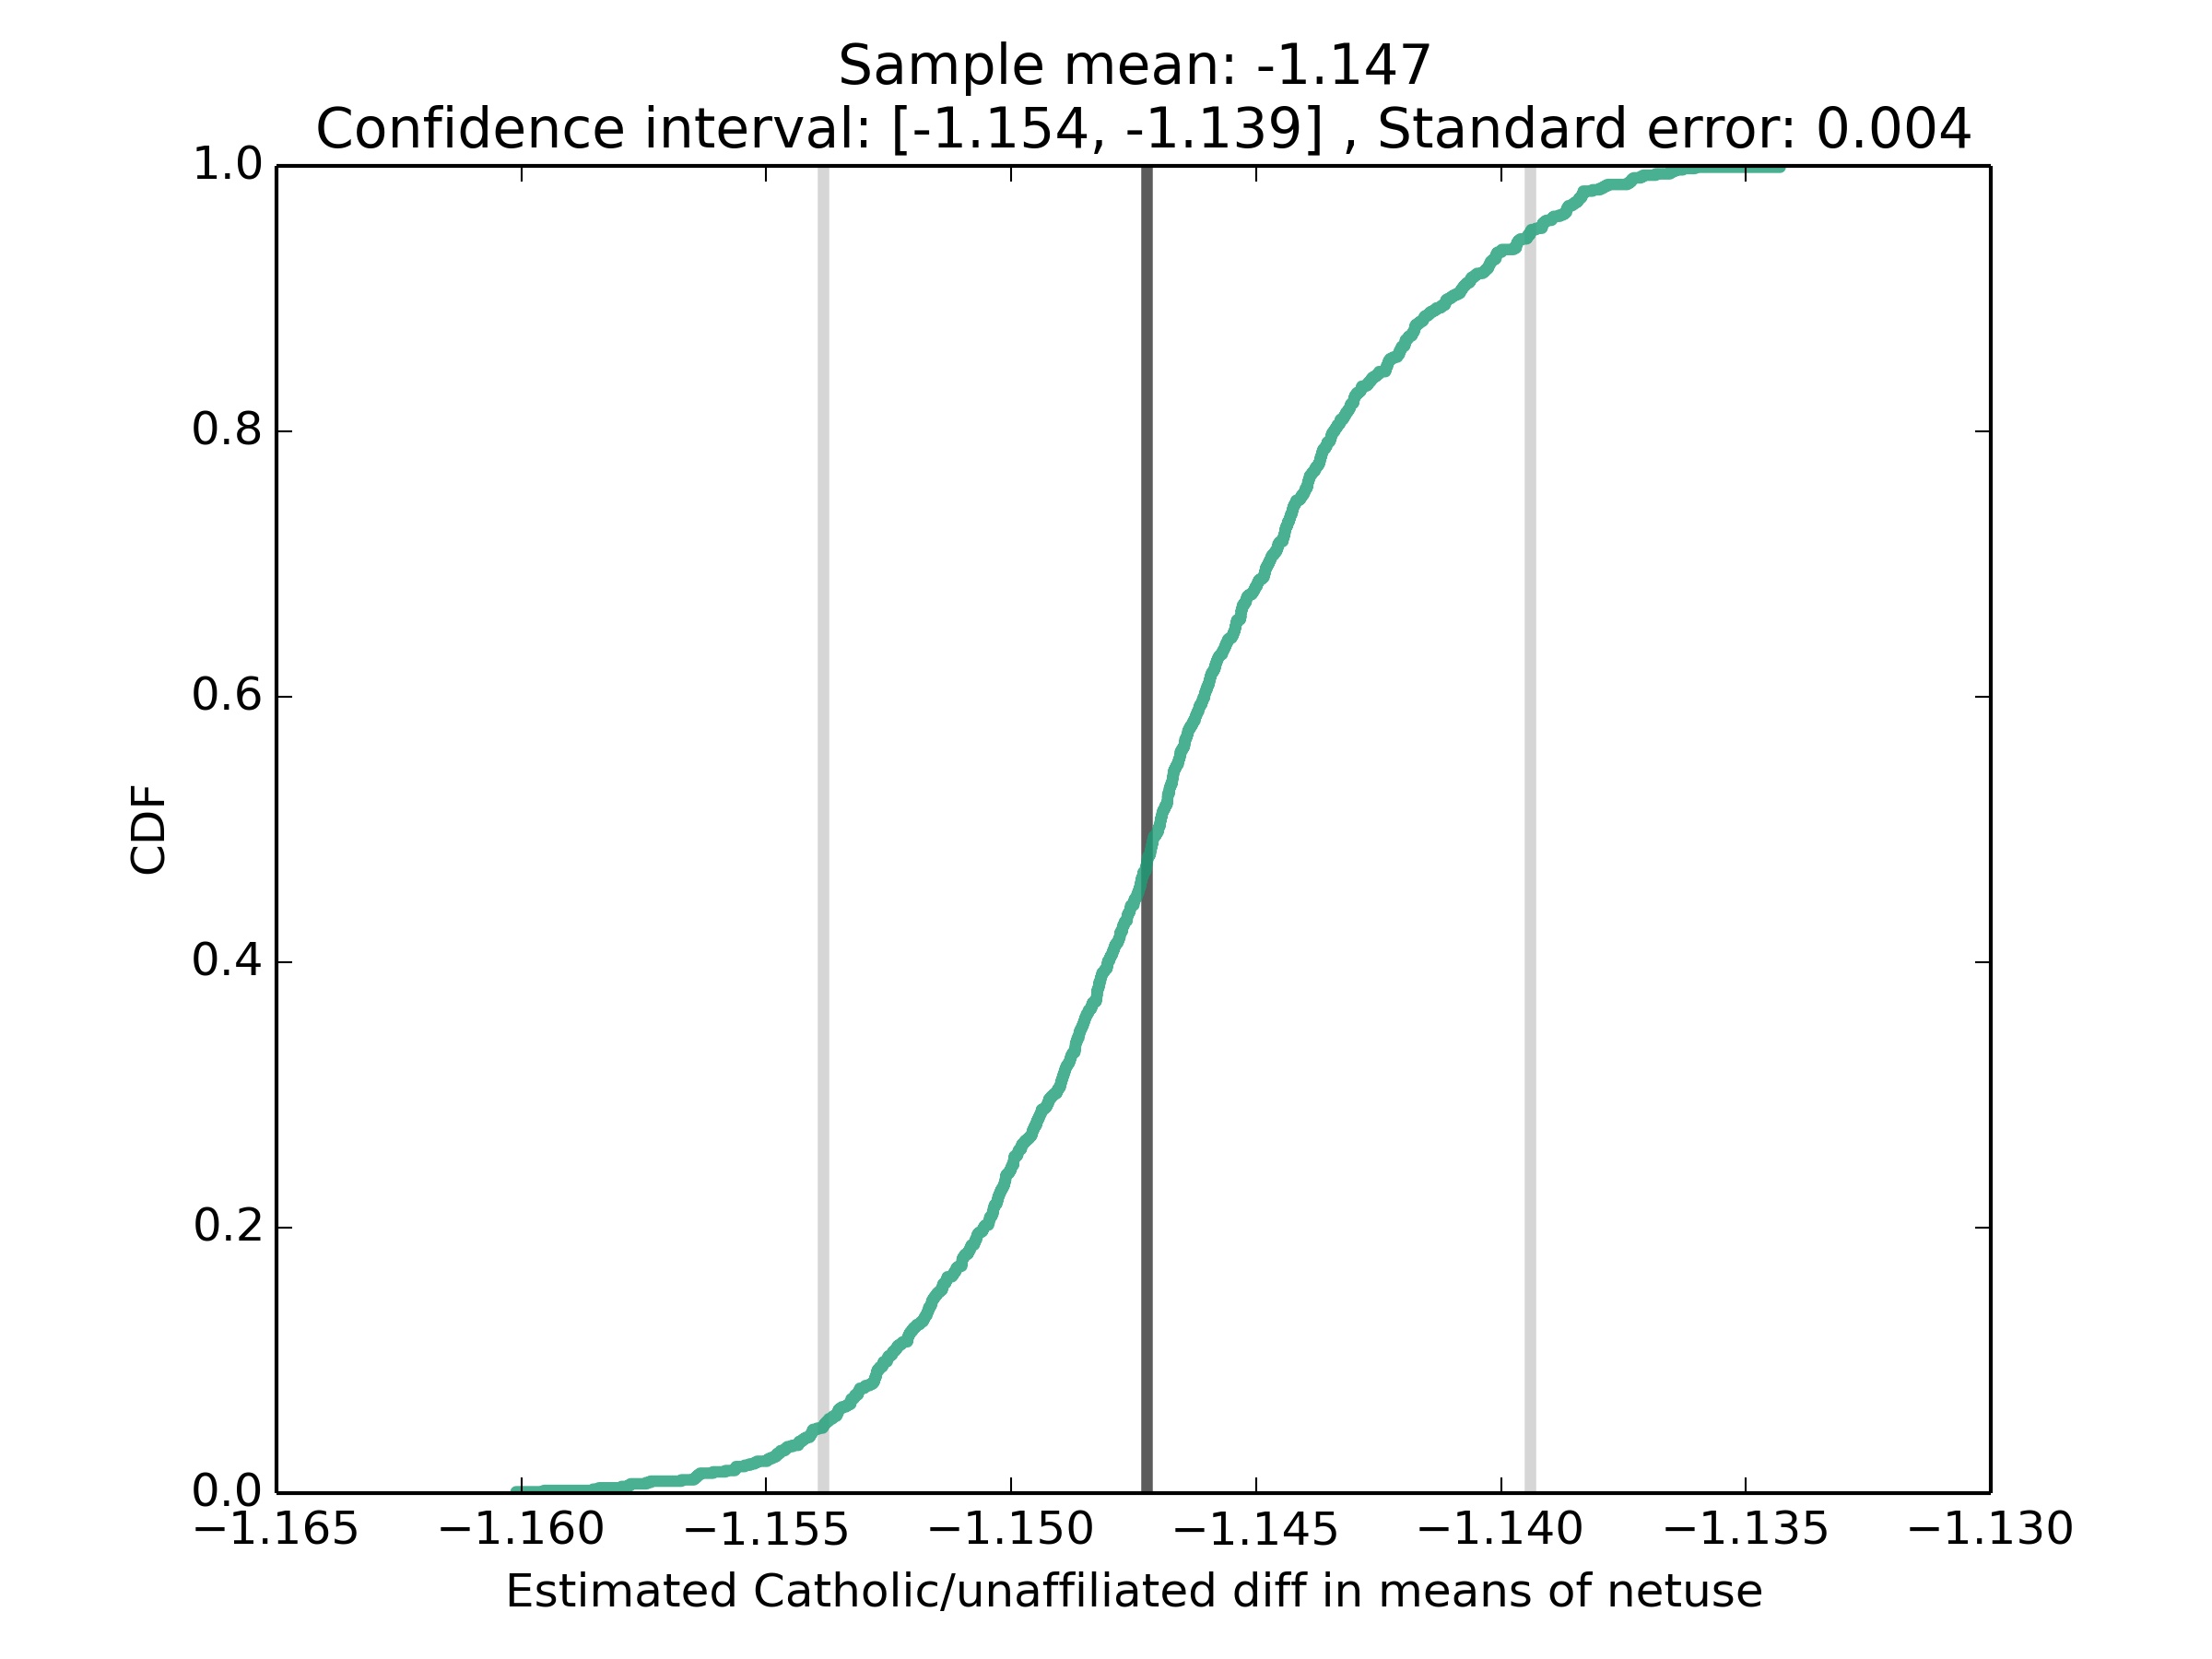 Sample mean: -1.147
Confidence interval: [-1.154, -1.139] , Standard error: 0.004
1.0
0.8
0.6
0.4
0.2
0.0
CDF
−1.165 −1.160 −1.155 −1.150 −1.145 −1.140 −1.135 −1.130
Estimated Catholic/unaffiliated diff in means of netuse